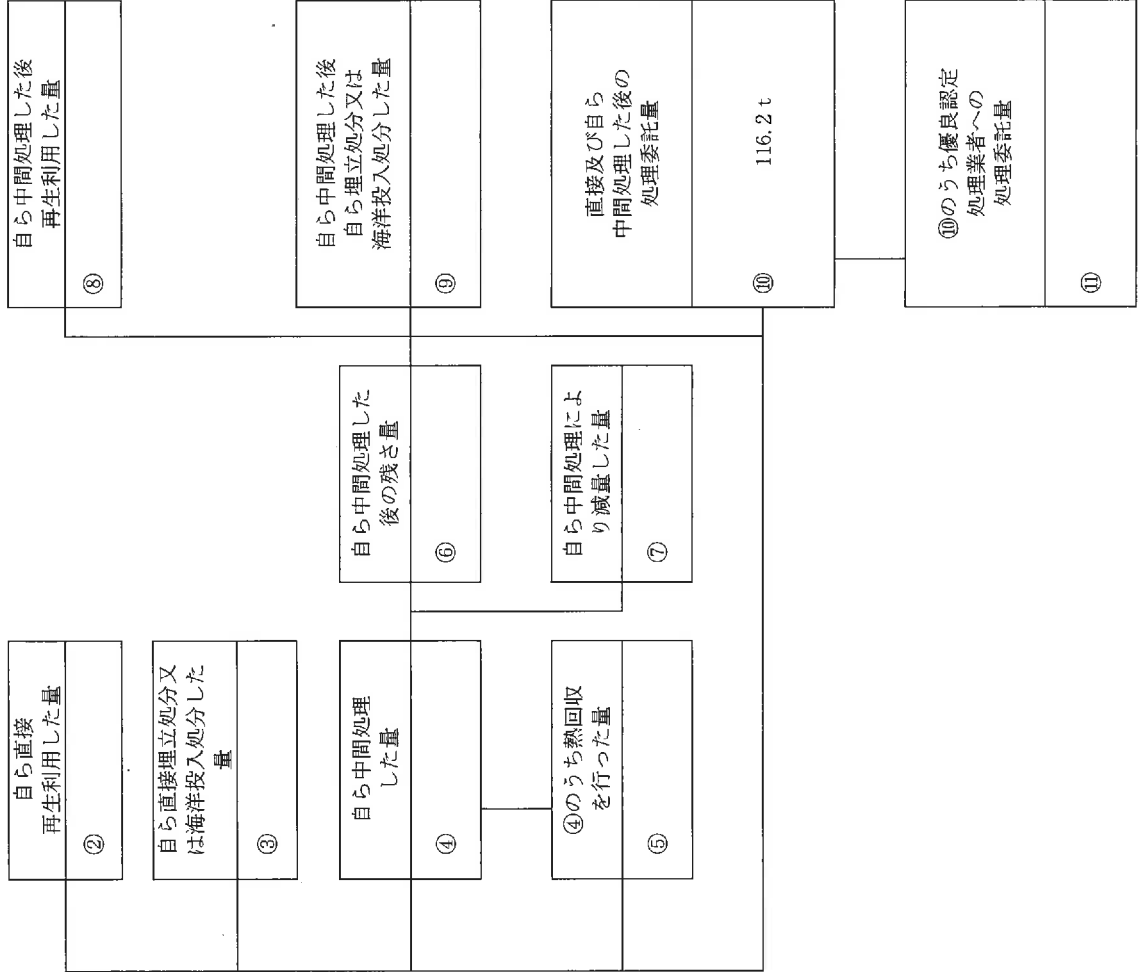 自ら直接
再生利用した量
②
自ら直接埋立処分又
は海洋投入処分した
量
③
自ら中間処理
した量
④
④のうち熱回収
を行った量
⑤
自ら中間処理した
後の残さ量
⑥
自ら中間処理によ
り減量した量
⑦
自ら中間処理した後
再生利用した量
⑧
自ら中間処理した後
自ら埋立処分又は
海洋投入処分した量
⑨
直接及び自ら
中間処理した後の
処理委託量
116.2 t
⑩
⑩のうち優良認定
処理業者への
処理委託量
⑪